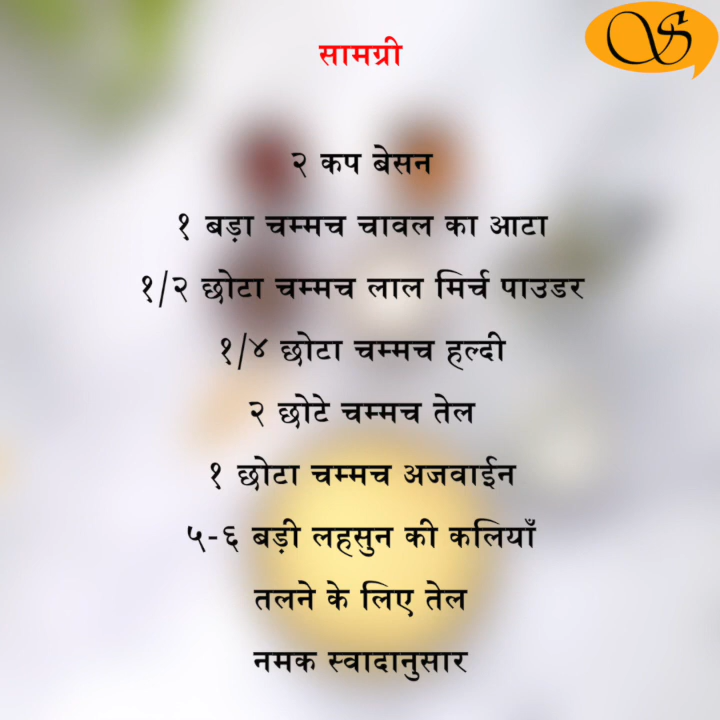 सामग्री
२ कप बेसन
१ बड़ा चम्मच चावल का आटा
१/२ छोटा चम्मच लाल मिर्च पाउडर
१/४ छोटा चम्मच हल्दी
२ छोटे चम्मच तेल
१ छोटा चम्मच अजवाईन
५-६ बड़ी लहसुन की कलियाँ
तलने के लिए तेल
नमक स्वादानुसार